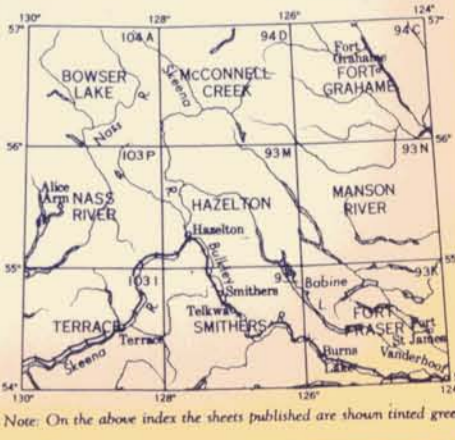 130° 128° 126° 124°
57° 57°
104 A 94 D 94 C
BOWSER LAKE
Skeena
McCONNELL CREEK
Fort Grahame
FORT GRAHAME
R.
Nass
56° 56°
103 P 93 M 93 N
R.
R
Alice Arm
NASS RIVER
HAZELTON
MANSON RIVER
Hazelton
Bulkley
55° 55°
103 I 93 93 K
Babine
L
Smithers
Telkwa
SMITHERS
R
R.
TERRACE
Terrace
Skeena
FORT FRASER
Fort St James
Vanderhoof
Burns Lake
54°
130° 128° 126° 124
Note: On the above index the sheets published are shown tinted